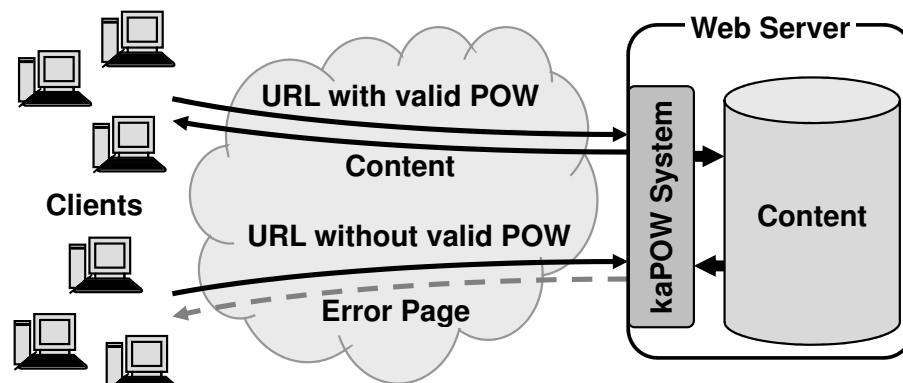 Web Server
URL with valid POW
Content
Clients
kaPOW System
Content
URL without valid POW
Error Page